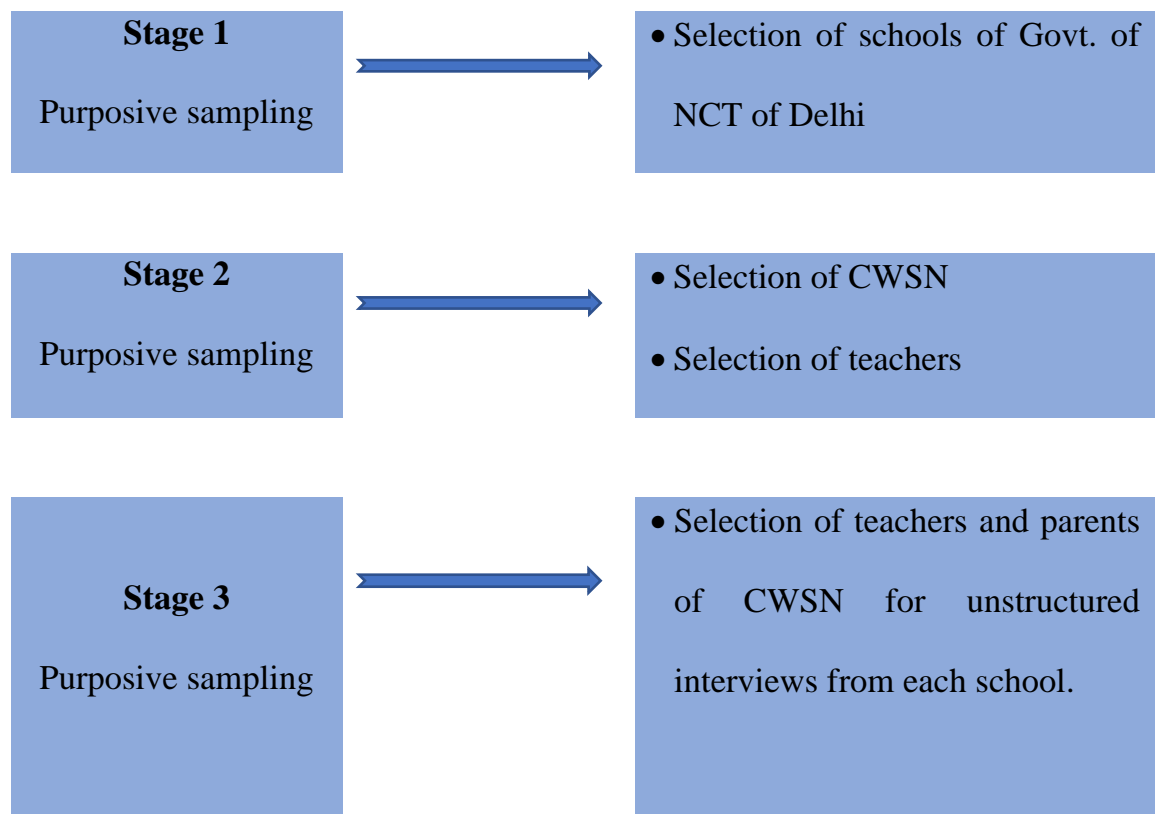 Stage 1
Purposive sampling
• Selection of schools of Govt. of
NCT of Delhi
Stage 2
Purposive sampling
• Selection of CWSN
• Selection of teachers
Stage 3
Purposive sampling
• Selection of teachers and parents
of CWSN for unstructured
interviews from each school.